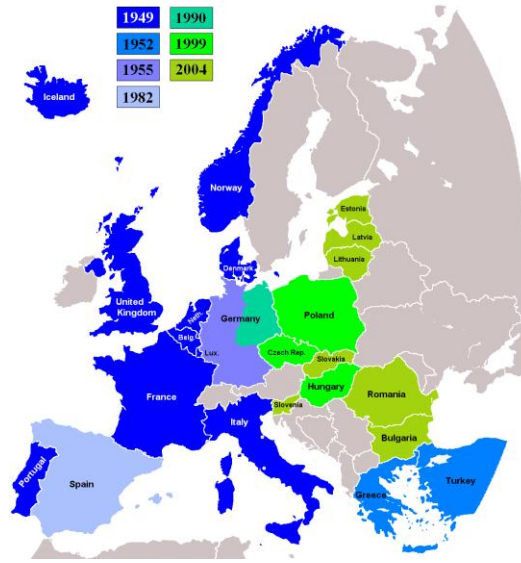 1949 1990
1952 1999
1955 2004
1982
Iceland
Norway
Estonia
Latvia
Lithuania
Denmark
United
Kingdom
Neth.
Belg.
Lux.
Germany
Poland
Czech Rep.
Slovakia
France
Hungary
Romania
Slovenia
Italy
Bulgaria
Portugal
Spain
Greece
Turkey